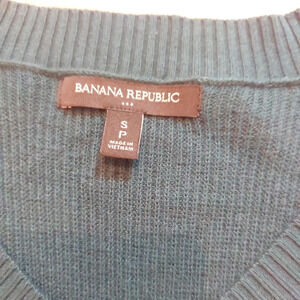 BANANA REPUBLIC
S
P
MADE IN
VIETNAM